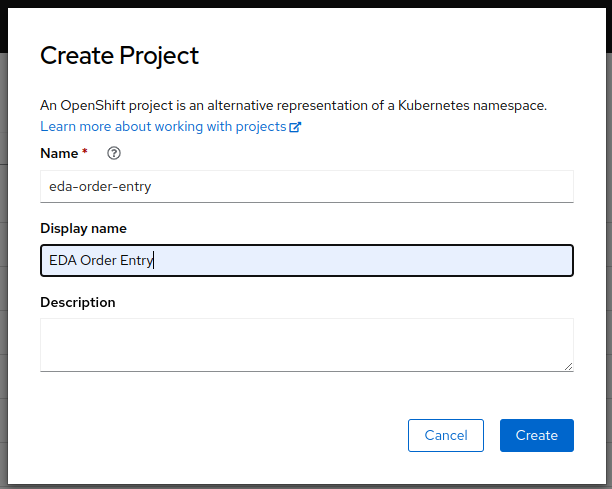 Create Project
An OpenShift project is an alternative representation of a Kubernetes namespace.
Learn more about working with projects
Name *
eda-order-entry
Display name
EDA Order Entry
Description
Cancel Create